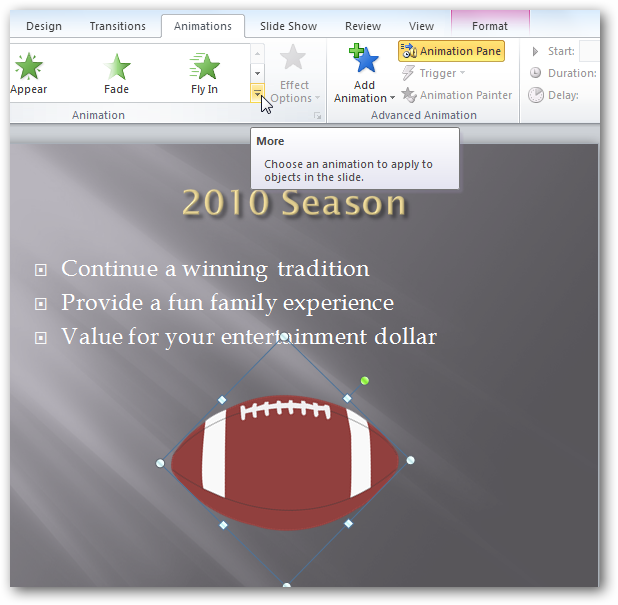 Design Transitions Animations Slide Show Review View Format
Appear Fade Fly In
Effect
Options
Add
Animation
Animation Pane
Trigger
Animation Painter
Start:
Duration:
Delay:
Animation Advanced Animation
More
Choose an animation to apply to
objects in the slide.
2010 Season
Continue a winning tradition
Provide a fun family experience
Value for your entertainment dollar